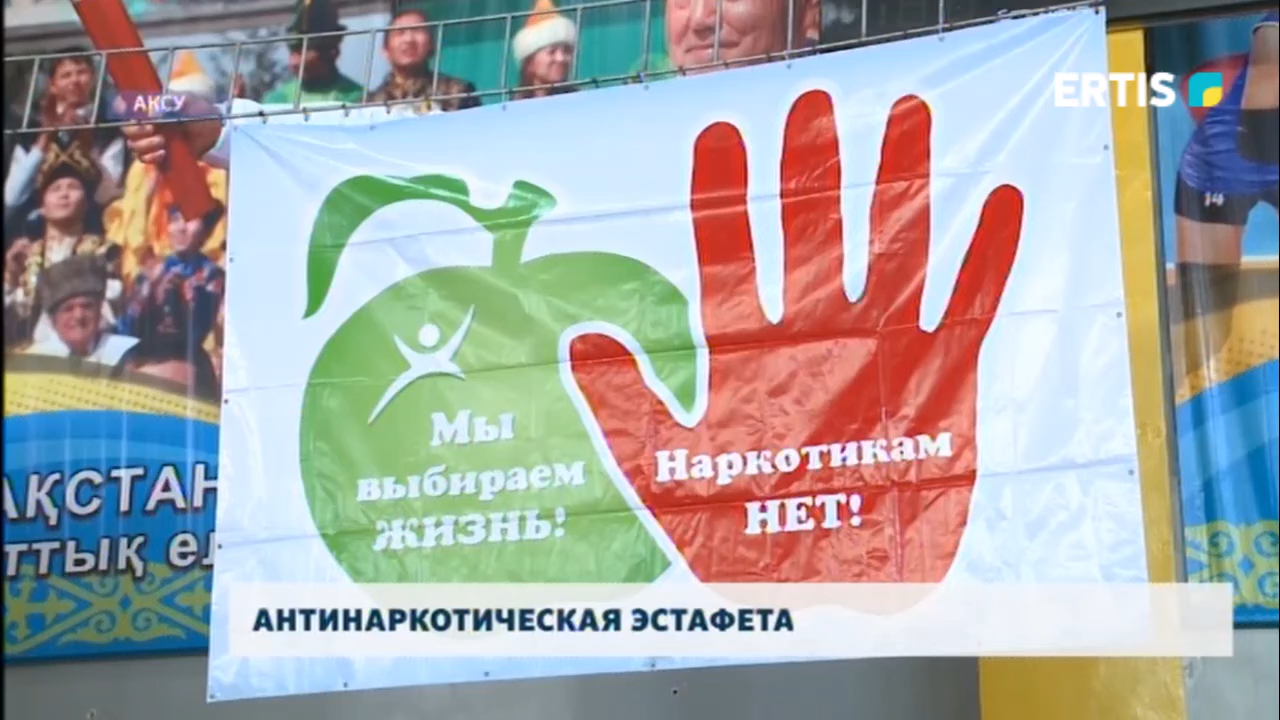 АҚСУ
ERTIS
14
Мы
выбираем
жизнь!
Наркотикам
НЕТ!
АҚСТАН
ТТЫҚ ЕЛ
АНТИНАРКОТИЧЕСКАЯ ЭСТАФЕТА